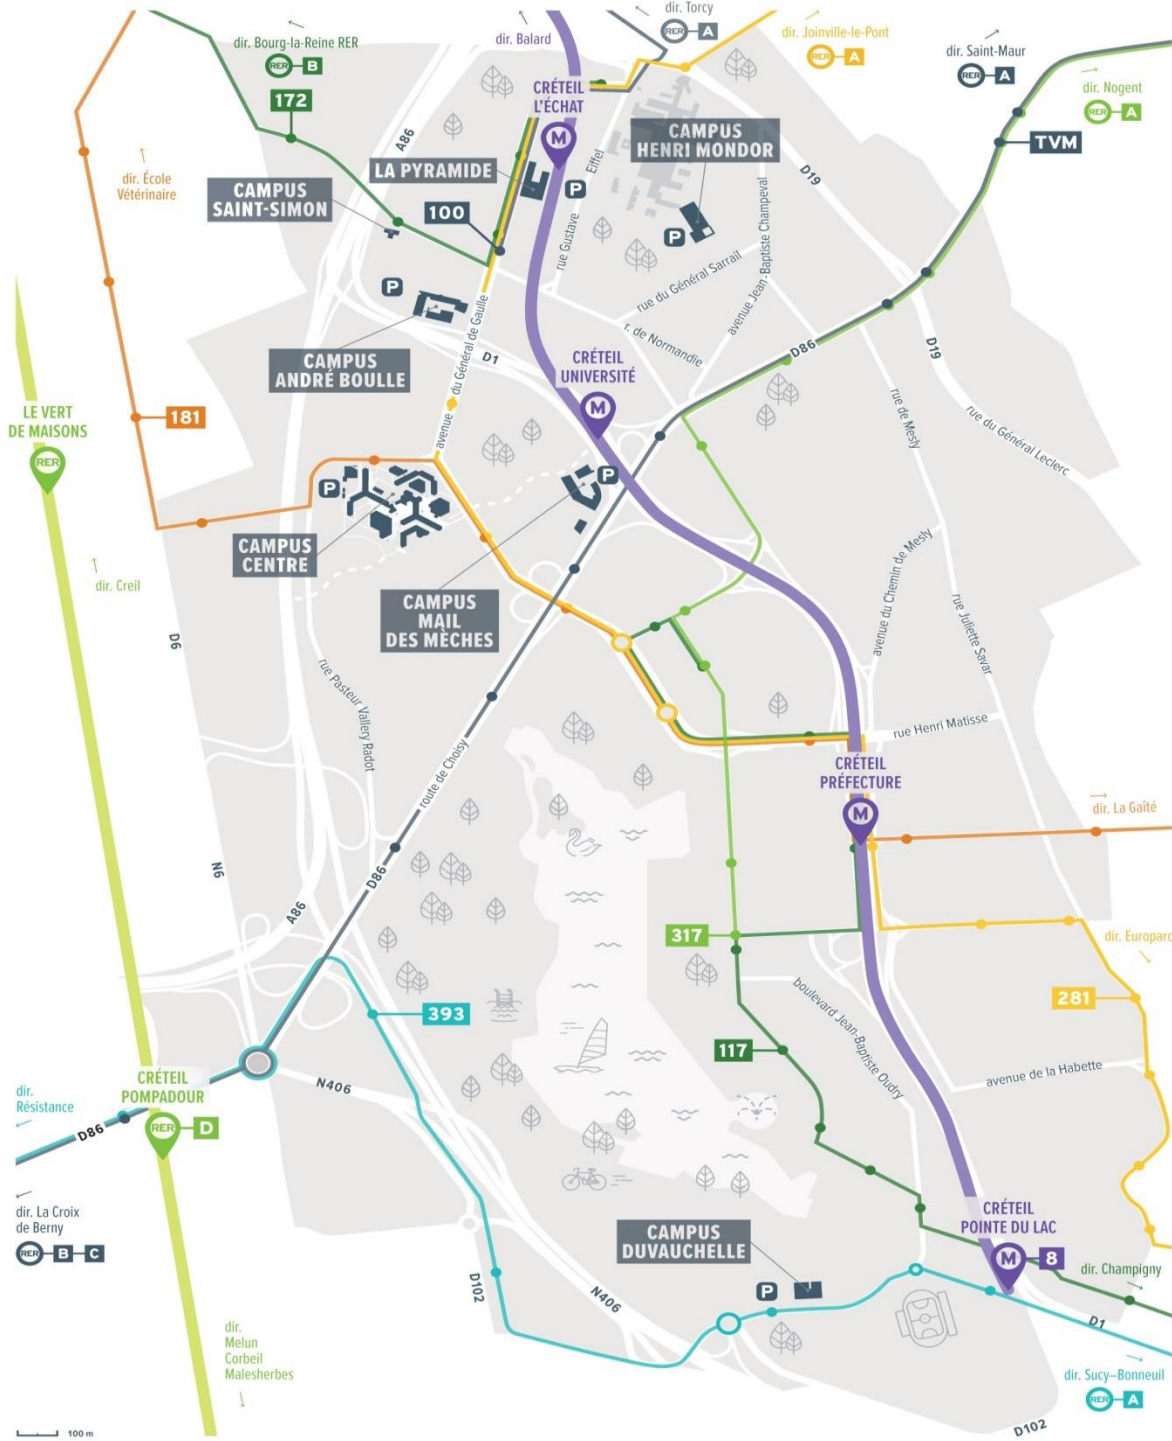 dir. Torcy
RER A
dir. Bourg-la-Reine RER
RER B
172
dir. Balard
dir. Joinville-le-Pont
RER A
dir. Saint-Maur
RER A
dir. Nogent
RER A
TVM
CRÉTEIL
L'ÉCHAT
M
A86
LA PYRAMIDE
P
CAMPUS
HENRI MONDOR
P
D19
dir. École
Vétérinaire
CAMPUS
SAINT-SIMON
100
rue Gustave Eiffel
rue du Général Sarrail
avenue Jean-Baptiste Champeval
P
CAMPUS
ANDRÉ BOULLE
avenue du Général de Gaulle
D1
r. de Normandie
D86
D19
CRÉTEIL
UNIVERSITÉ
M
rue de Mesly
rue du Général Leclerc
LE VERT
DE MAISONS
RER
181
P
P
CAMPUS
CENTRE
dir. Creil
CAMPUS
MAIL
DES MÈCHES
avenue du Chemin de Mesly
rue Juliette Savar
D6
rue Pasteur Vallery Radot
route de Choisy
rue Henri Matisse
CRÉTEIL
PRÉFECTURE
M
dir. La Gaîté
N6
A86
D86
317
dir. Europarc
281
393
boulevard Jean-Baptiste Oudry
117
avenue de la Habette
CRÉTEIL
POMPADOUR
RER D
N406
dir.
Résistance
D86
dir. La Croix
de Berny
RER B C
CAMPUS
DUVAUCHELLE
P
CRÉTEIL
POINTE DU LAC
M 8
dir. Champigny
D102
N406
D1
dir.
Melun
Corbeil
Malesherbes
dir. Sucy–Bonneuil
RER A
D102
100 m